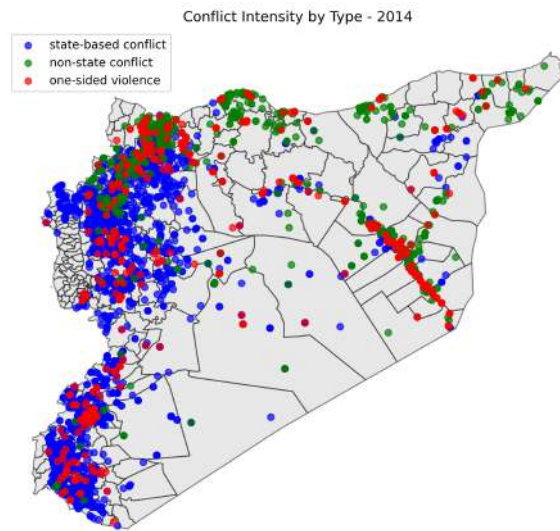 Conflict Intensity by Type - 2014
state-based conflict
non-state conflict
one-sided violence